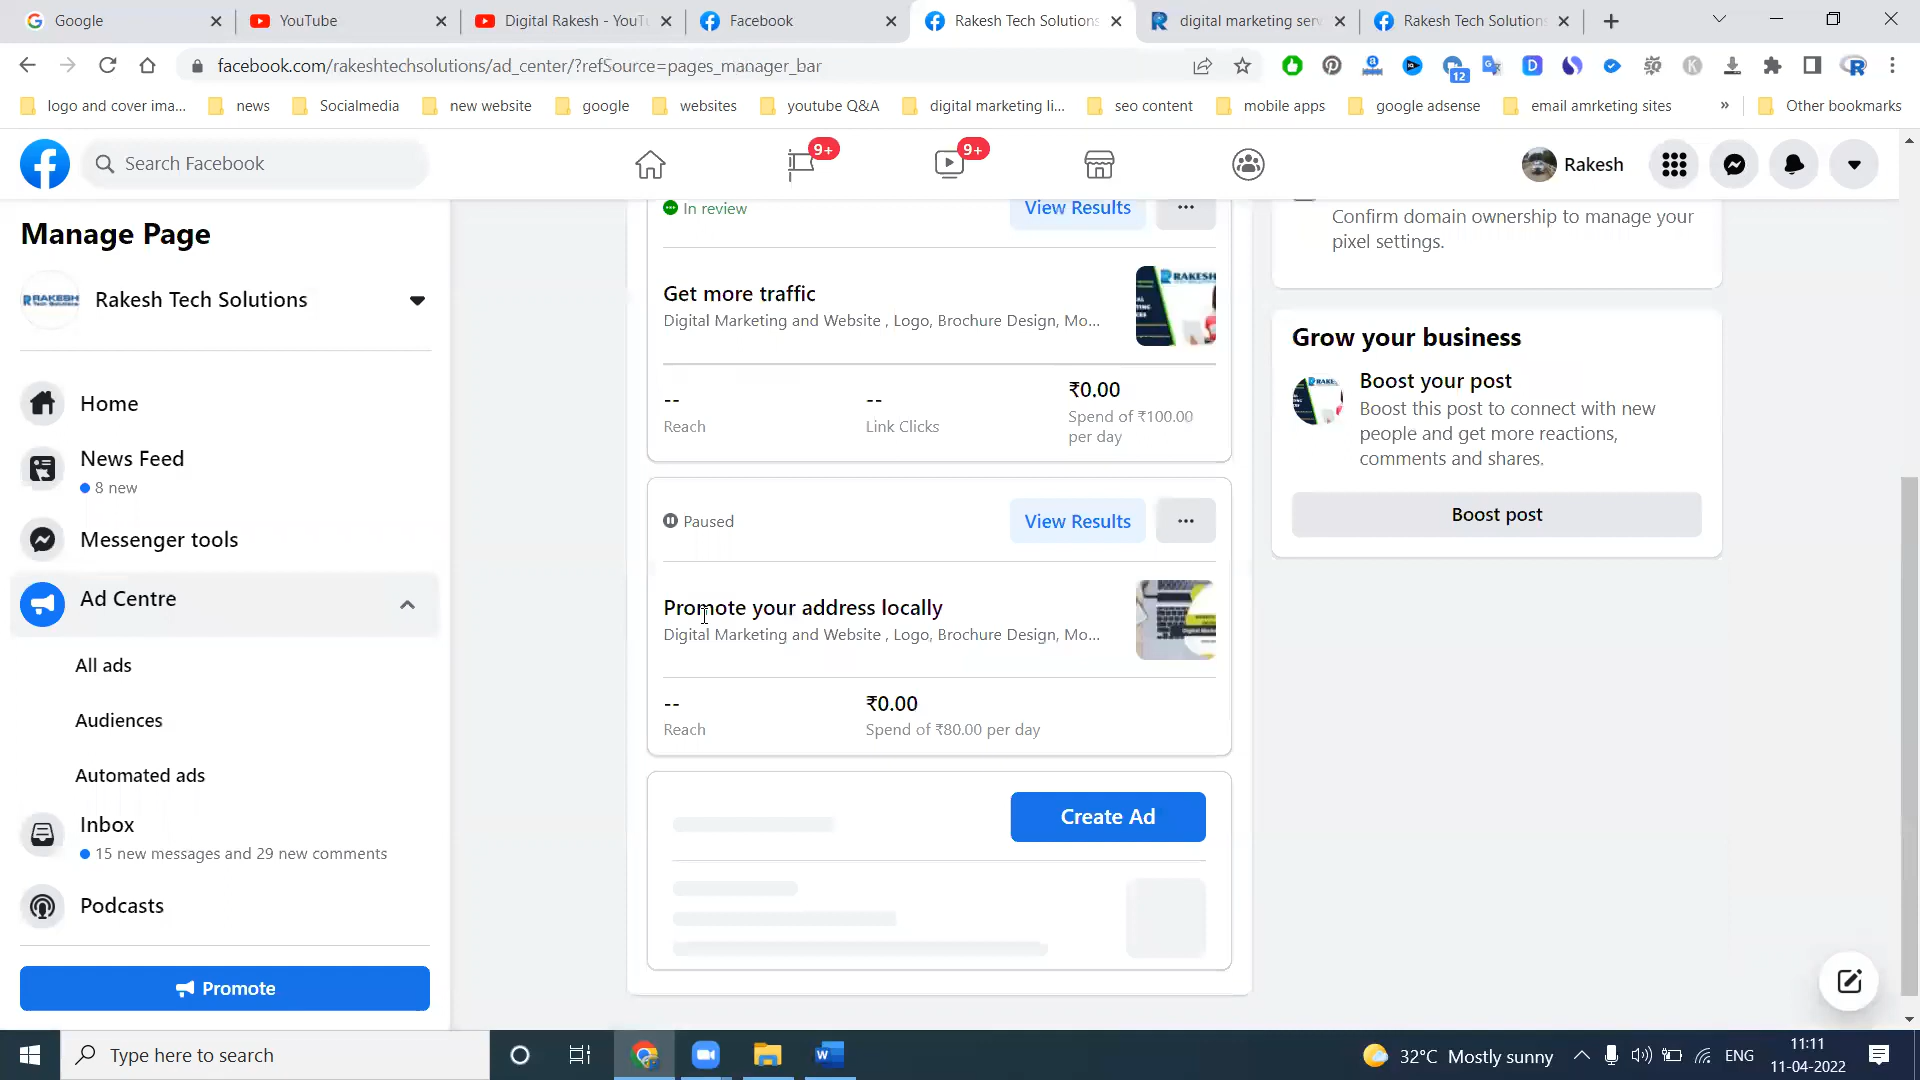 Google
YouTube
Digital Rakesh - YouTu
Facebook
Rakesh Tech Solutions
digital marketing serv
Rakesh Tech Solutions
facebook.com/rakeshtechsolutions/ad_center/?refSource=pages_manager_bar
12
logo and cover ima...
news
Socialmedia
new website
google
websites
youtube Q&A
digital marketing li...
seo content
mobile apps
google adsense
email amrketing sites
»
Other bookmarks
Search Facebook
9+
9+
Rakesh
Manage Page
Rakesh Tech Solutions
Home
News Feed
8 new
Messenger tools
Ad Centre
All ads
Audiences
Automated ads
Inbox
15 new messages and 29 new comments
Podcasts
Promote
In review
View Results
...
Get more traffic
Digital Marketing and Website , Logo, Brochure Design, Mo...
RAKESH
--
Reach
--
Link Clicks
₹0.00
Spend of ₹100.00
per day
Paused
View Results
...
Promote your address locally
Digital Marketing and Website , Logo, Brochure Design, Mo...
--
Reach
₹0.00
Spend of ₹80.00 per day
Create Ad
Confirm domain ownership to manage your
pixel settings.
Grow your business
Boost your post
Boost this post to connect with new
people and get more reactions,
comments and shares.
Boost post
Type here to search
32°C Mostly sunny
ENG
11:11
11-04-2022